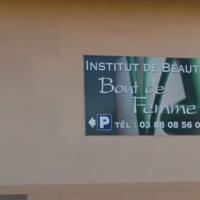 INSTITUT DE BEAUT
Bout de
Femme
P
TÉL : 03 88 08 56 0